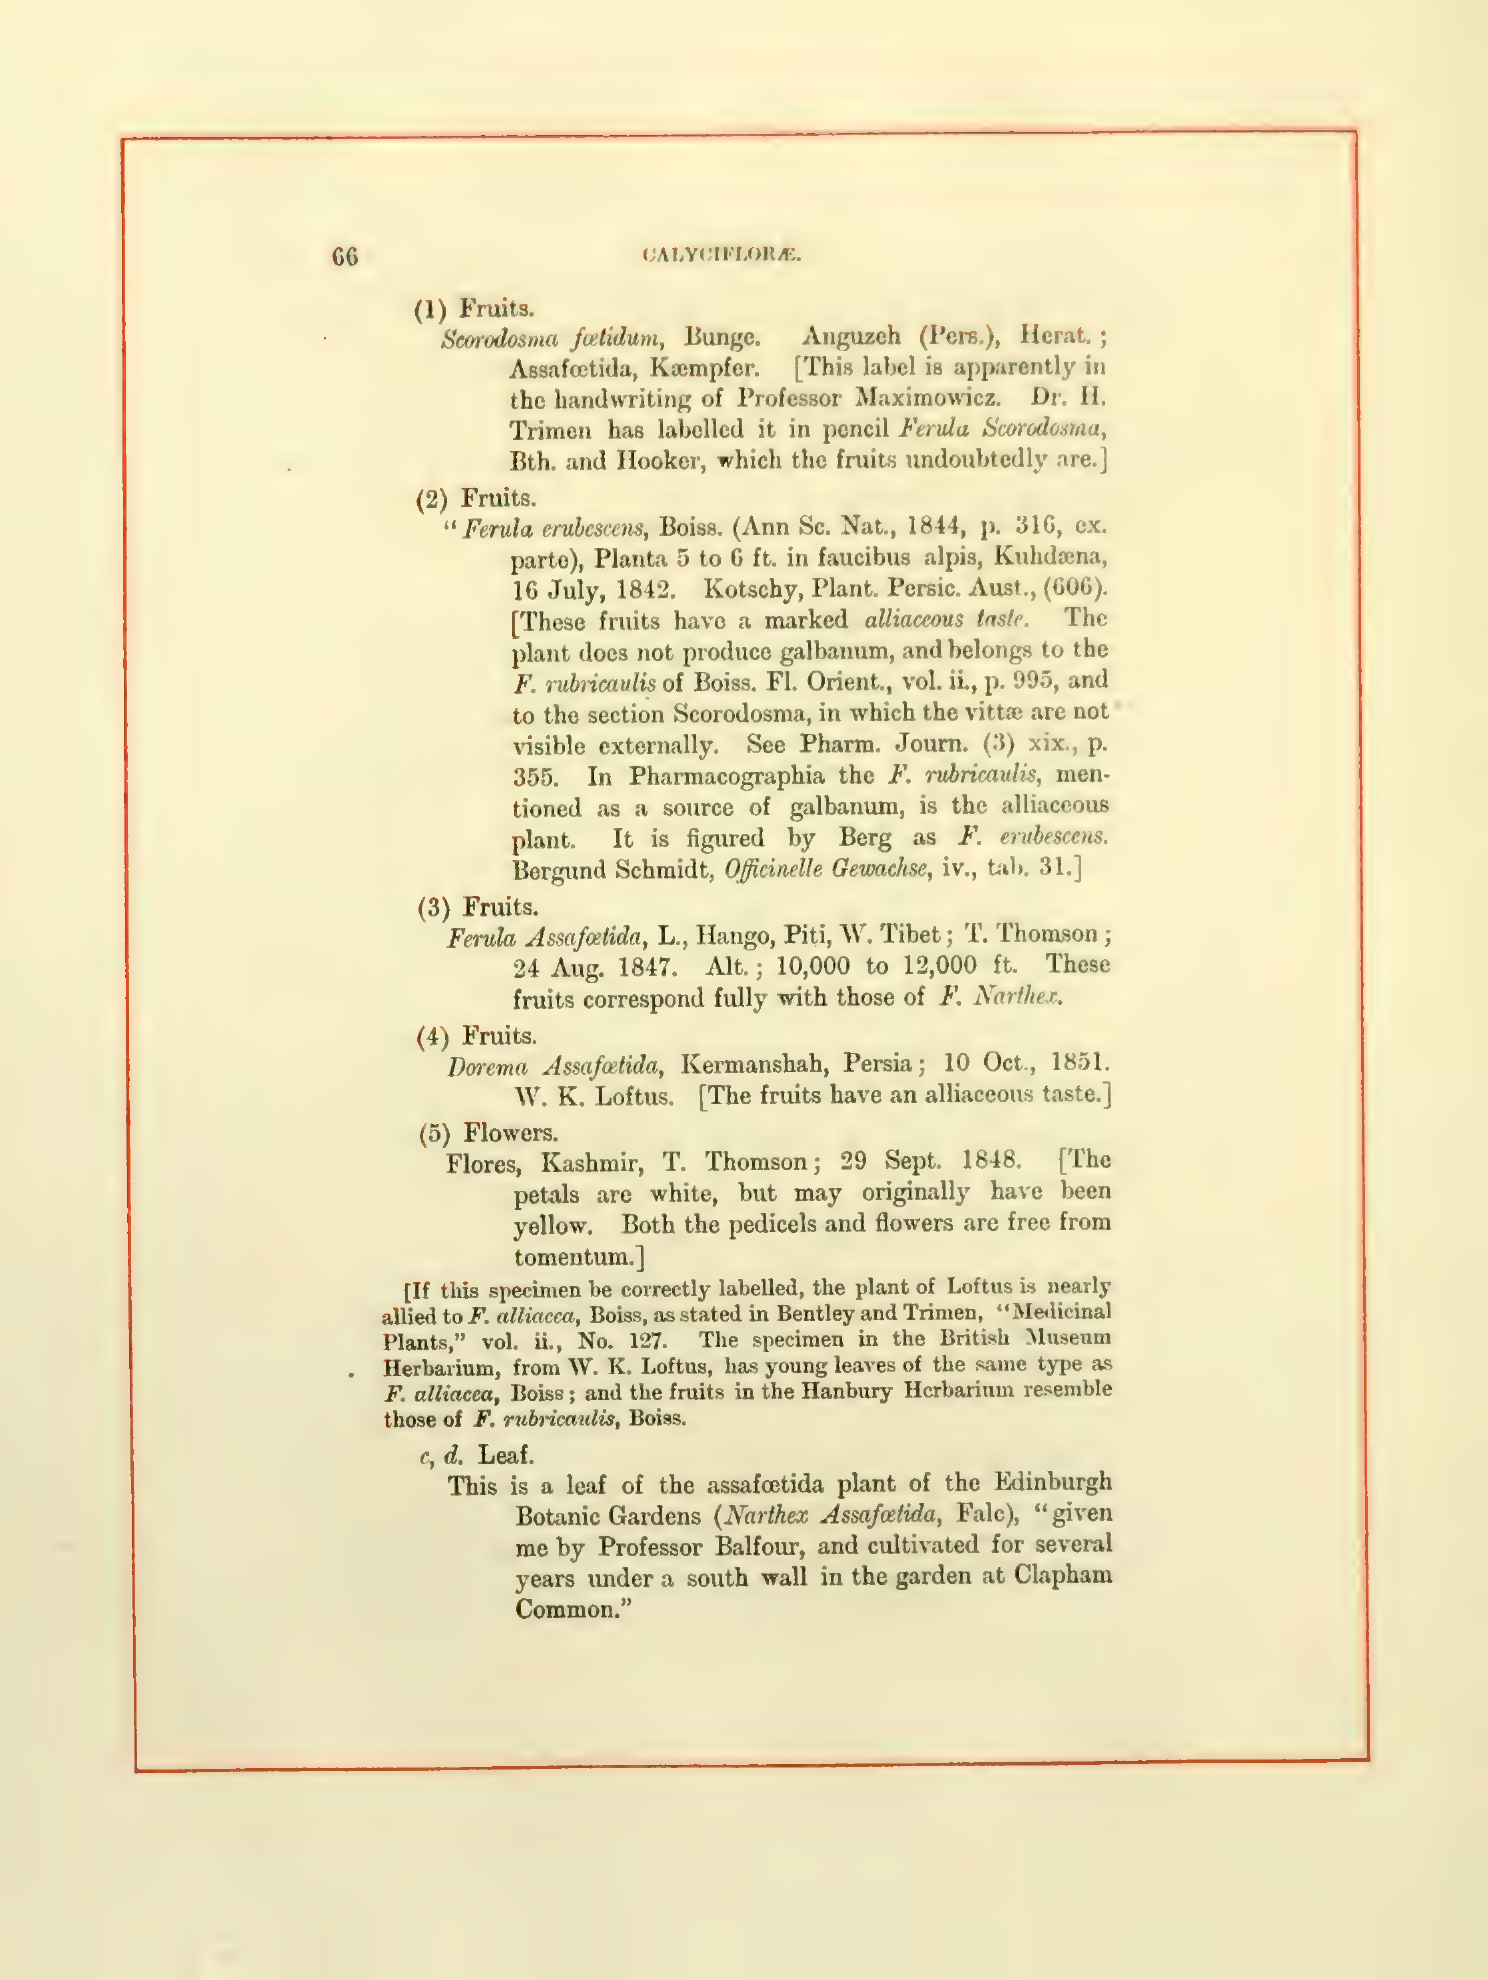 66 CALYCIFLORÆ.
(1) Fruits.
Scorodosma fœtidum, Bunge. Anguzeh (Pers.), Herat. ;
Assafœtida, Kæmpfer. [This label is apparently in
the handwriting of Professor Maximowicz. Dr. H.
Trimen has labelled it in pencil Ferula Scorodosma,
Bth. and Hooker, which the fruits undoubtedly are.]
(2) Fruits.
“ Ferula erubescens, Boiss. (Ann Sc. Nat., 1844, p. 316, ex.
parte), Planta 5 to 6 ft. in faucibus alpis, Kuhdæna,
16 July, 1842. Kotschy, Plant. Persic. Aust., (606).
[These fruits have a marked alliaceous taste. The
plant does not produce galbanum, and belongs to the
F. rubricaulis of Boiss. Fl. Orient., vol. ii., p. 995, and
to the section Scorodosma, in which the vittæ are not
visible externally. See Pharm. Journ. (3) xix., p.
355. In Pharmacographia the F. rubricaulis, men-
tioned as a source of galbanum, is the alliaceous
plant. It is figured by Berg as F. erubescens.
Bergund Schmidt, Officinelle Gewachse, iv., tab. 31.]
(3) Fruits.
Ferula Assafœtida, L., Hango, Piti, W. Tibet ; T. Thomson ;
24 Aug. 1847. Alt. ; 10,000 to 12,000 ft. These
fruits correspond fully with those of F. Narthex.
(4) Fruits.
Dorema Assafœtida, Kermanshah, Persia ; 10 Oct., 1851.
W. K. Loftus. [The fruits have an alliaceous taste.]
(5) Flowers.
Flores, Kashmir, T. Thomson ; 29 Sept. 1848. [The
petals are white, but may originally have been
yellow. Both the pedicels and flowers are free from
tomentum.]
[If this specimen be correctly labelled, the plant of Loftus is nearly
allied to F. alliacea, Boiss, as stated in Bentley and Trimen, “Medicinal
Plants,” vol. ii., No. 127. The specimen in the British Museum
Herbarium, from W. K. Loftus, has young leaves of the same type as
F. alliacea, Boiss ; and the fruits in the Hanbury Herbarium resemble
those of F. rubricaulis, Boiss.
c, d. Leaf.
This is a leaf of the assafœtida plant of the Edinburgh
Botanic Gardens (Narthex Assafœtida, Falc), “given
me by Professor Balfour, and cultivated for several
years under a south wall in the garden at Clapham
Common.”